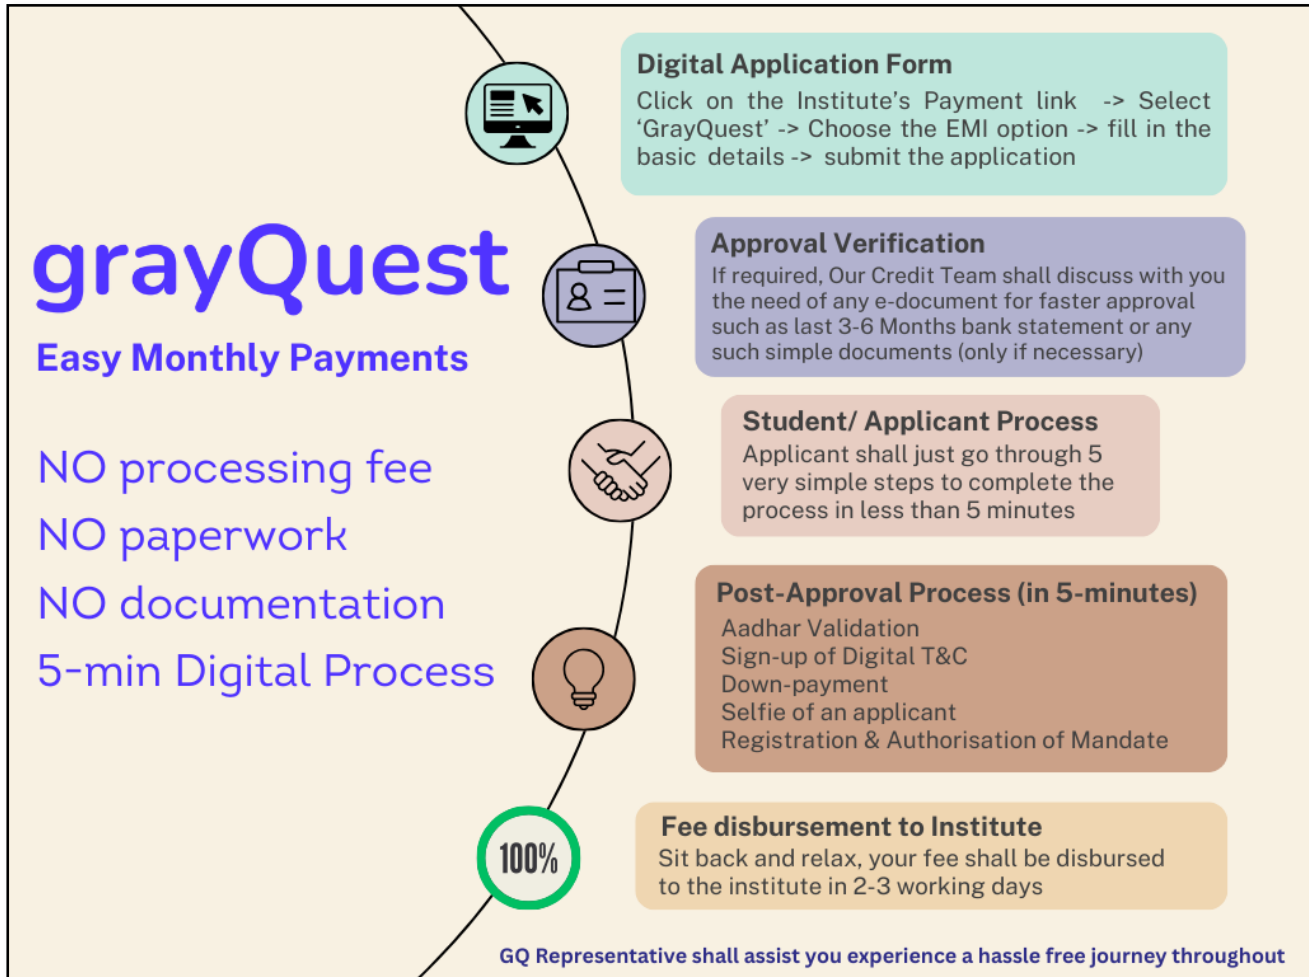 grayQuest
Easy Monthly Payments
NO processing fee
NO paperwork
NO documentation
5-min Digital Process
Digital Application Form
Click on the Institute's Payment link -> Select
'GrayQuest' -> Choose the EMI option -> fill in the
basic details -> submit the application
Approval Verification
If required, Our Credit Team shall discuss with you
the need of any e-document for faster approval
such as last 3-6 Months bank statement or any
such simple documents (only if necessary)
Student/ Applicant Process
Applicant shall just go through 5
very simple steps to complete the
process in less than 5 minutes
Post-Approval Process (in 5-minutes)
Aadhar Validation
Sign-up of Digital T&C
Down-payment
Selfie of an applicant
Registration & Authorisation of Mandate
100%
Fee disbursement to Institute
Sit back and relax, your fee shall be disbursed
to the institute in 2-3 working days
GQ Representative shall assist you experience a hassle free journey throughout